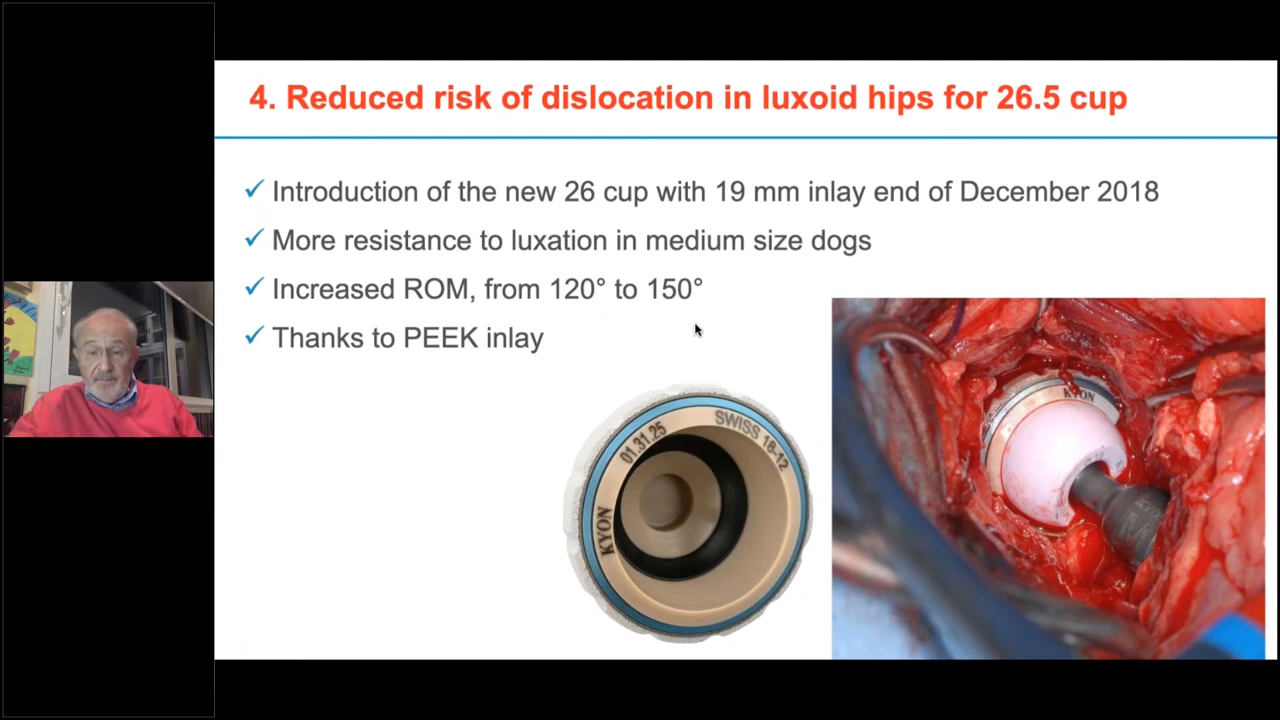 4. Reduced risk of dislocation in luxoid hips for 26.5 cup
✓ Introduction of the new 26 cup with 19 mm inlay end of December 2018
✓ More resistance to luxation in medium size dogs
✓ Increased ROM, from 120° to 150°
✓ Thanks to PEEK inlay
01.31.25
SWISS 18-12
KYON
KYON